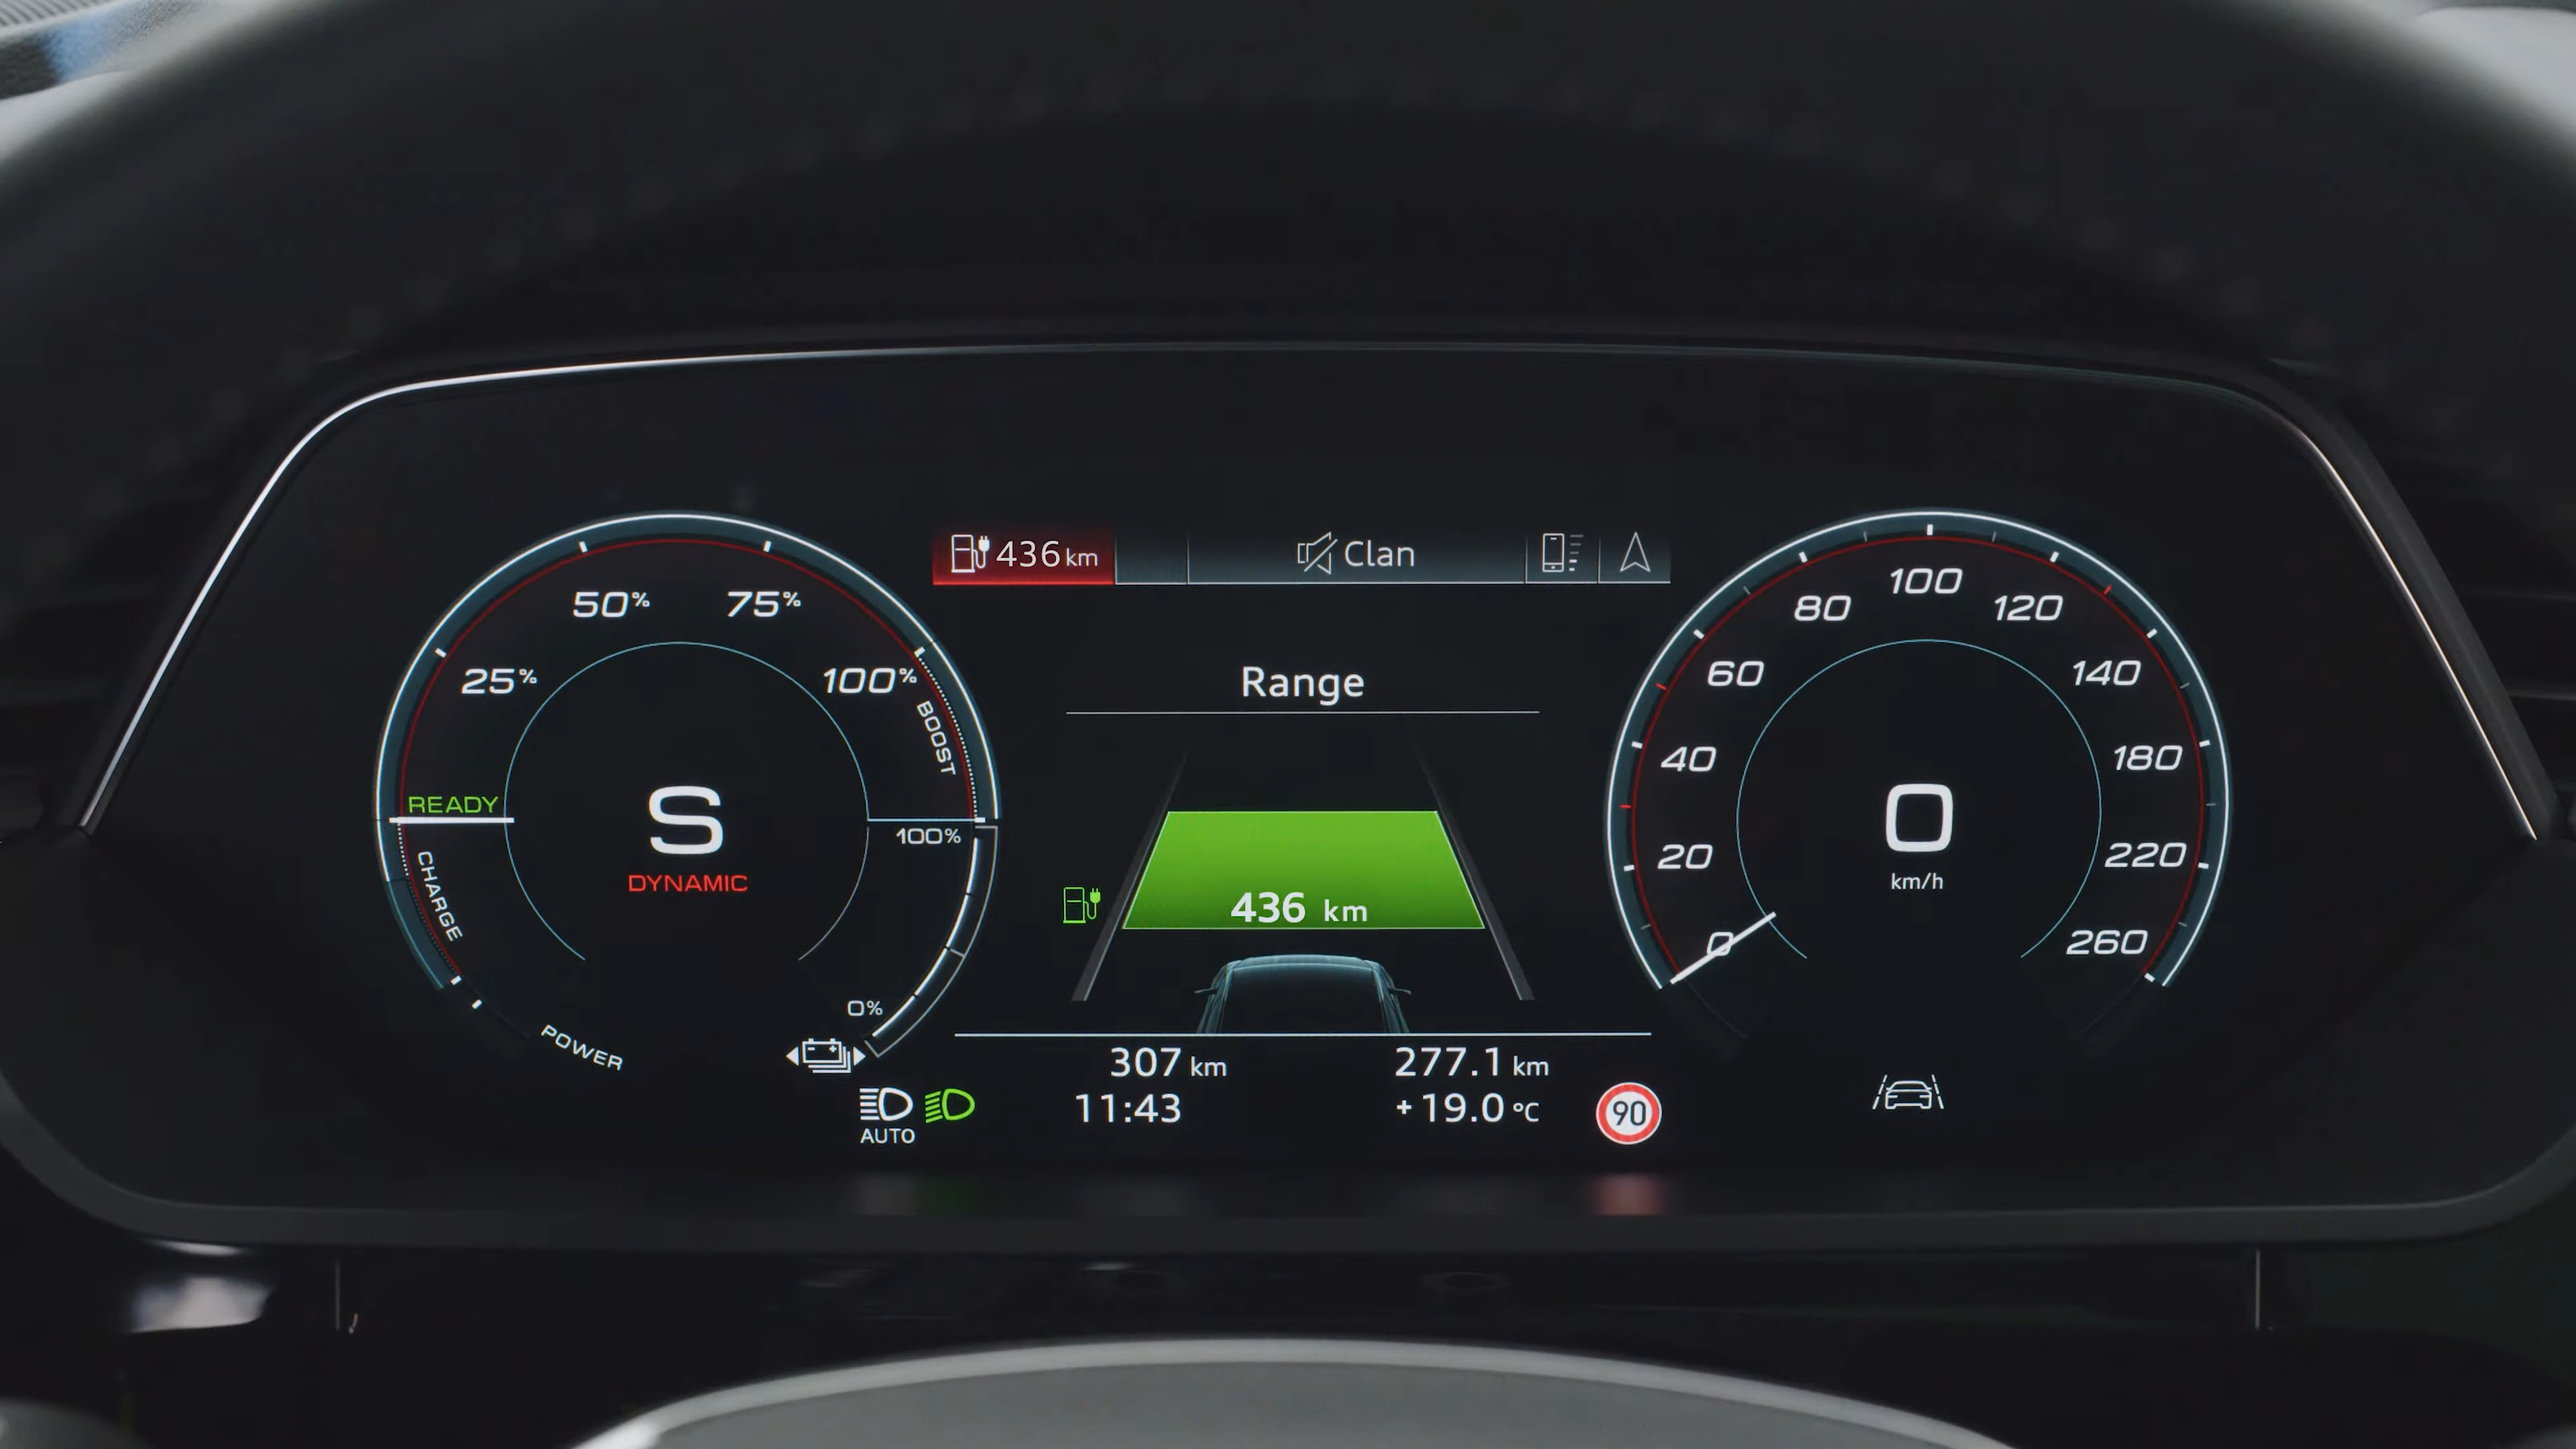 436 km
Clan
50%
75%
25%
100%
BOOST
READY
S
DYNAMIC
100%
CHARGE
0%
POWER
Range
436 km
307 km
277.1 km
11:43
+19.0 °C
AUTO
90
100
80
120
60
140
40
180
20
220
0
260
0
km/h